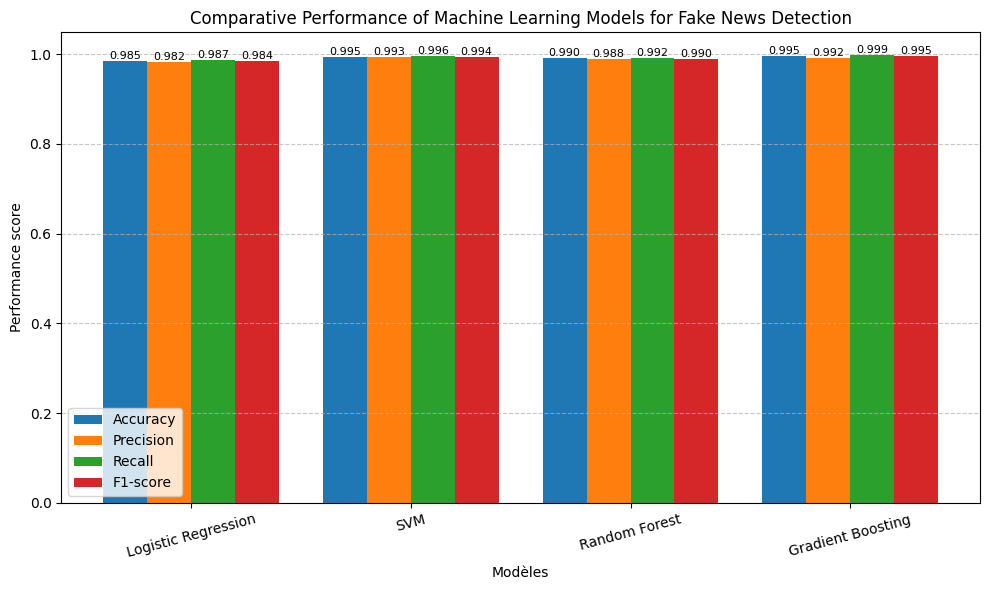 Comparative Performance of Machine Learning Models for Fake News Detection
Performance score
1.0
0.8
0.6
0.4
0.2
0.0
0.985 0.982 0.987 0.984 0.995 0.993 0.996 0.994 0.990 0.988 0.992 0.990 0.995 0.992 0.999 0.995
Accuracy
Precision
Recall
F1-score
Logistic Regression SVM Random Forest Gradient Boosting
Modèles